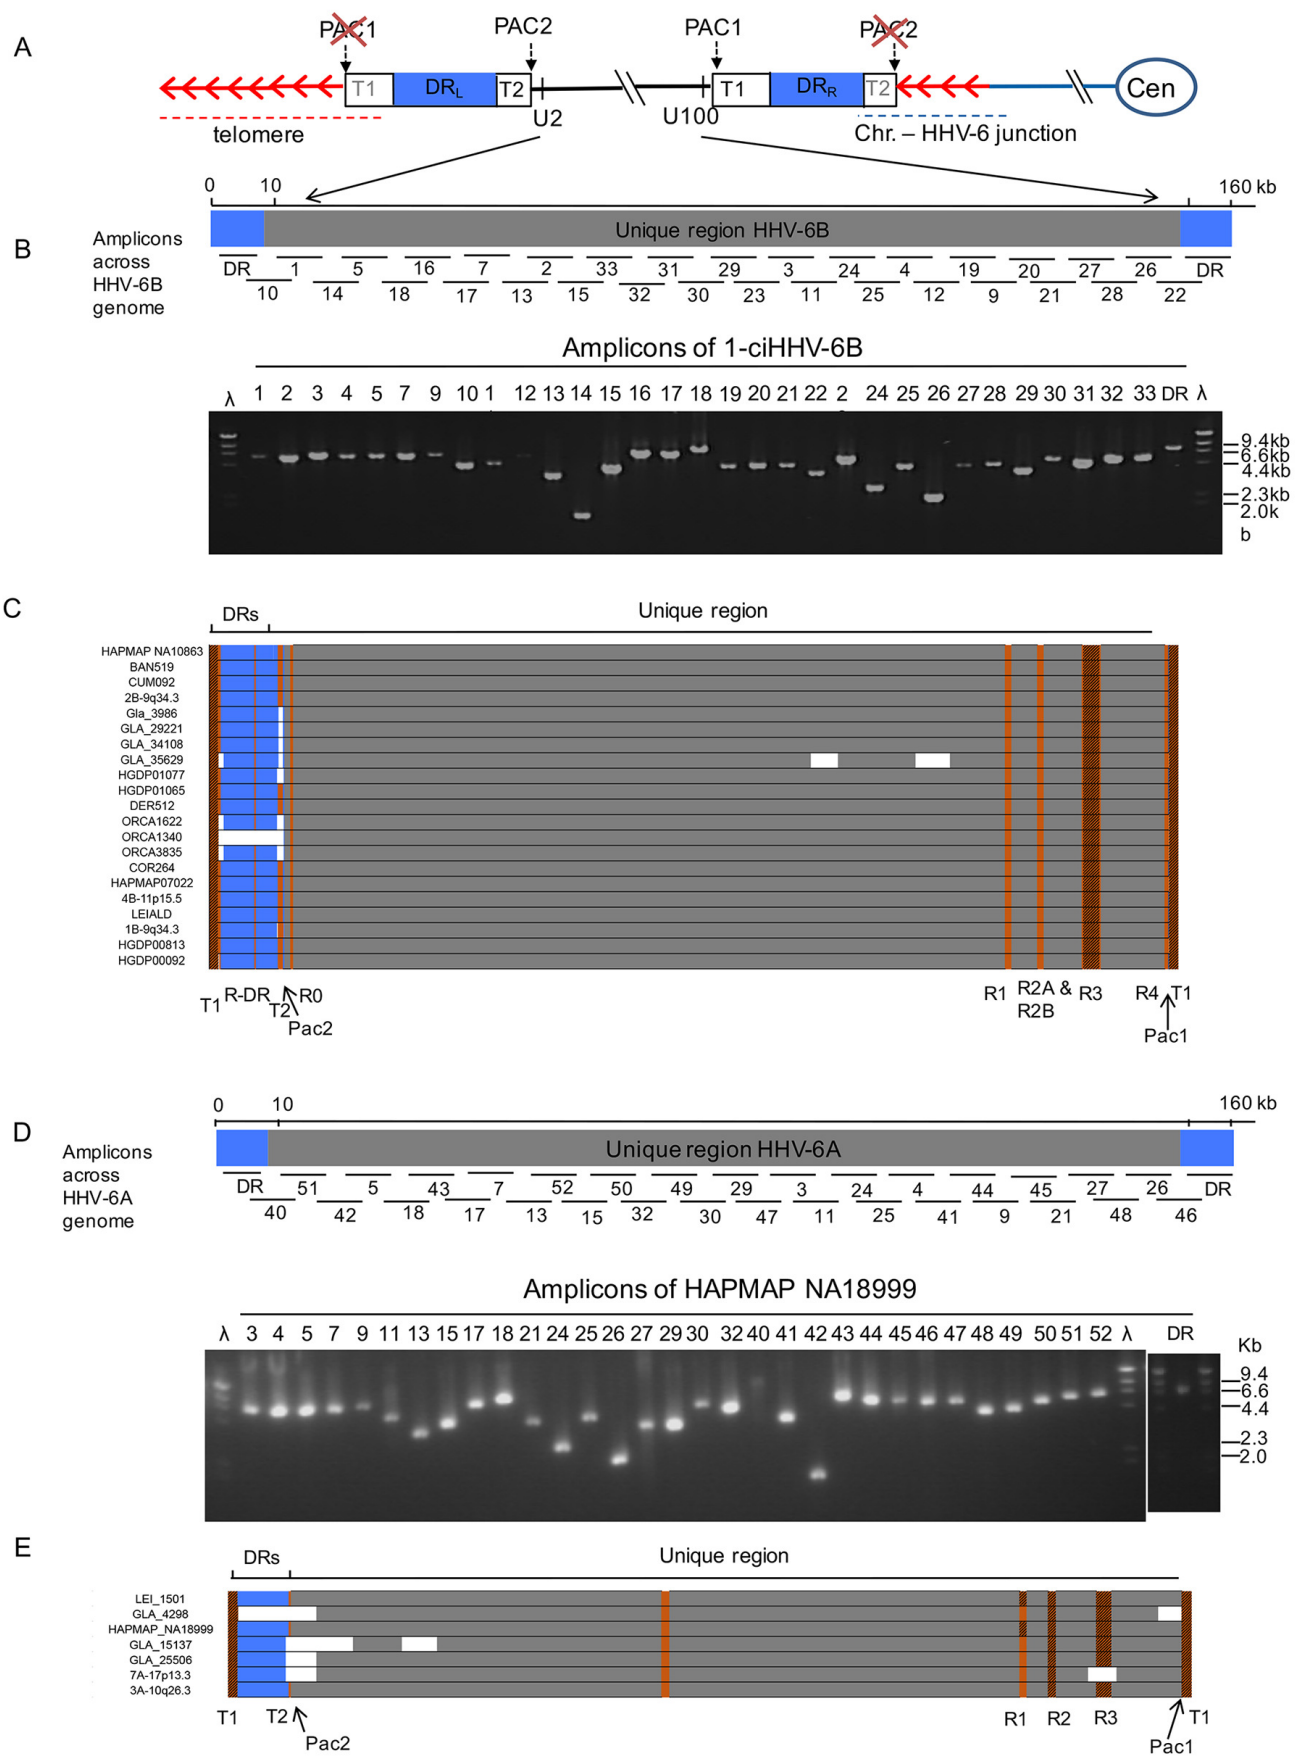 A
PAC1 PAC2 PAC1 PAC2
T1 DRL T2 T1 DRR T2 Cen
U2 U100
telomere Chr. – HHV-6 junction
0 10 160 kb
B
Unique region HHV-6B
Amplicons
across
HHV-6B
genome
DR 1 5 16 7 2 33 31 29 3 24 4 19 20 27 26 DR
10 14 18 17 13 15 32 30 23 11 25 12 9 21 28 22
Amplicons of 1-ciHHV-6B
λ 1 2 3 4 5 7 9 10 1 12 13 14 15 16 17 18 19 20 21 22 2 24 25 26 27 28 29 30 31 32 33 DR λ
9.4kb
6.6kb
4.4kb
2.3kb
2.0k
b
C
DRs Unique region
HAPMAP NA10863
BAN519
CUM092
2B-9q34.3
Gla_3986
GLA_29221
GLA_34108
GLA_35629
HGDP01077
HGDP01065
DER512
ORCA1622
ORCA1340
ORCA3835
COR264
HAPMAP07022
4B-11p15.5
LEIALD
1B-9q34.3
HGDP00813
HGDP00092
T1 R-DR T2 R0 R1 R2A & R3 R4 T1
R2B
Pac2 Pac1
0 10 160 kb
D
Unique region HHV-6A
Amplicons
across
HHV-6A
genome
DR 51 5 43 7 52 50 49 29 3 24 4 44 45 27 26 DR
40 42 18 17 13 15 32 30 47 11 25 41 9 21 48 46
Amplicons of HAPMAP NA18999
λ 3 4 5 7 9 11 13 15 17 18 21 24 25 26 27 29 30 32 40 41 42 43 44 45 46 47 48 49 50 51 52 λ DR
Kb
9.4
6.6
4.4
2.3
2.0
E
DRs Unique region
LEI_1501
GLA_4298
HAPMAP_NA18999
GLA_15137
GLA_25506
7A-17p13.3
3A-10q26.3
T1 T2 R1 R2 R3 T1
Pac2 Pac1